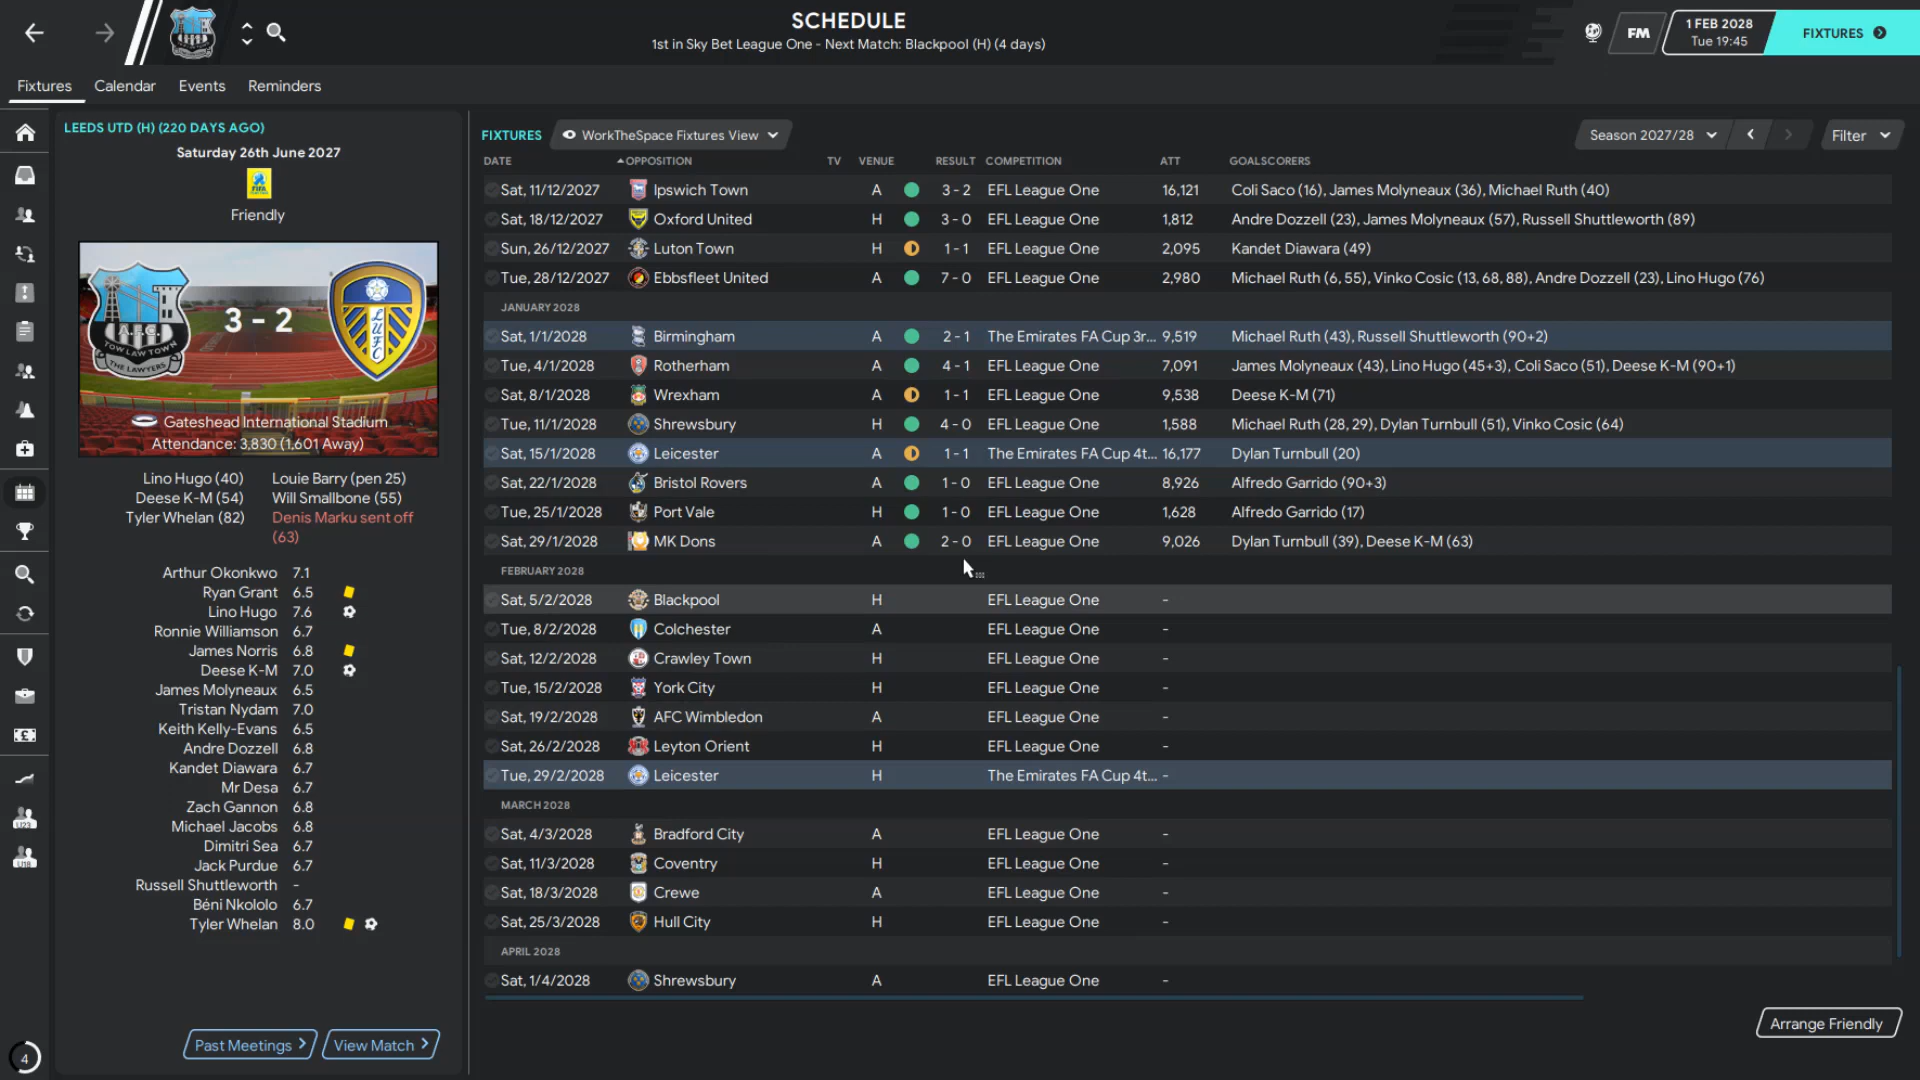 SCHEDULE
1st in Sky Bet League One - Next Match: Blackpool (H) (4 days)
FM
1 FEB 2028
Tue 19:45
FIXTURES
Fixtures
Calendar
Events
Reminders
LEEDS UTD (H) (220 DAYS AGO)
Saturday 26th June 2027
FIFA
Friendly
A.F.C.
TOW LAW TOWN
THE LAWYERS
3 - 2
LUFC
Gateshead International Stadium
Attendance: 3,830 (1,601 Away)
Lino Hugo (40) Louie Barry (pen 25)
Deese K-M (54) Will Smallbone (55)
Tyler Whelan (82) Denis Marku sent off
(63)
Arthur Okonkwo 7.1
Ryan Grant 6.5
Lino Hugo 7.6
Ronnie Williamson 6.7
James Norris 6.8
Deese K-M 7.0
James Molyneaux 6.5
Tristan Nydam 7.0
Keith Kelly-Evans 6.5
Andre Dozzell 6.8
Kandet Diawara 6.7
Mr Desa 6.7
Zach Gannon 6.8
Michael Jacobs 6.8
Dimitri Sea 6.7
Jack Purdue 6.7
Russell Shuttleworth -
Béni Nkololo 6.7
Tyler Whelan 8.0
Past Meetings
View Match
U23
U18
4
FIXTURES
WorkTheSpace Fixtures View
Season 2027/28
Filter
DATE OPPOSITION TV VENUE RESULT COMPETITION ATT GOALSCORERS
Sat, 11/12/2027 Ipswich Town A 3 - 2 EFL League One 16,121 Coli Saco (16), James Molyneaux (36), Michael Ruth (40)
Sat, 18/12/2027 Oxford United H 3 - 0 EFL League One 1,812 Andre Dozzell (23), James Molyneaux (57), Russell Shuttleworth (89)
Sun, 26/12/2027 Luton Town H 1 - 1 EFL League One 2,095 Kandet Diawara (49)
Tue, 28/12/2027 Ebbsfleet United A 7 - 0 EFL League One 2,980 Michael Ruth (6, 55), Vinko Cosic (13, 68, 88), Andre Dozzell (23), Lino Hugo (76)
JANUARY 2028
Sat, 1/1/2028 Birmingham A 2 - 1 The Emirates FA Cup 3r... 9,519 Michael Ruth (43), Russell Shuttleworth (90+2)
Tue, 4/1/2028 Rotherham A 4 - 1 EFL League One 7,091 James Molyneaux (43), Lino Hugo (45+3), Coli Saco (51), Deese K-M (90+1)
Sat, 8/1/2028 Wrexham A 1 - 1 EFL League One 9,538 Deese K-M (71)
Tue, 11/1/2028 Shrewsbury H 4 - 0 EFL League One 1,588 Michael Ruth (28, 29), Dylan Turnbull (51), Vinko Cosic (64)
Sat, 15/1/2028 Leicester A 1 - 1 The Emirates FA Cup 4t... 16,177 Dylan Turnbull (20)
Sat, 22/1/2028 Bristol Rovers A 1 - 0 EFL League One 8,926 Alfredo Garrido (90+3)
Tue, 25/1/2028 Port Vale H 1 - 0 EFL League One 1,628 Alfredo Garrido (17)
Sat, 29/1/2028 MK Dons A 2 - 0 EFL League One 9,026 Dylan Turnbull (39), Deese K-M (63)
FEBRUARY 2028
Sat, 5/2/2028 Blackpool H EFL League One -
Tue, 8/2/2028 Colchester A EFL League One -
Sat, 12/2/2028 Crawley Town H EFL League One -
Tue, 15/2/2028 York City H EFL League One -
Sat, 19/2/2028 AFC Wimbledon A EFL League One -
Sat, 26/2/2028 Leyton Orient H EFL League One -
Tue, 29/2/2028 Leicester H The Emirates FA Cup 4t... -
MARCH 2028
Sat, 4/3/2028 Bradford City A EFL League One -
Sat, 11/3/2028 Coventry H EFL League One -
Sat, 18/3/2028 Crewe A EFL League One -
Sat, 25/3/2028 Hull City H EFL League One -
APRIL 2028
Sat, 1/4/2028 Shrewsbury A EFL League One -
Arrange Friendly